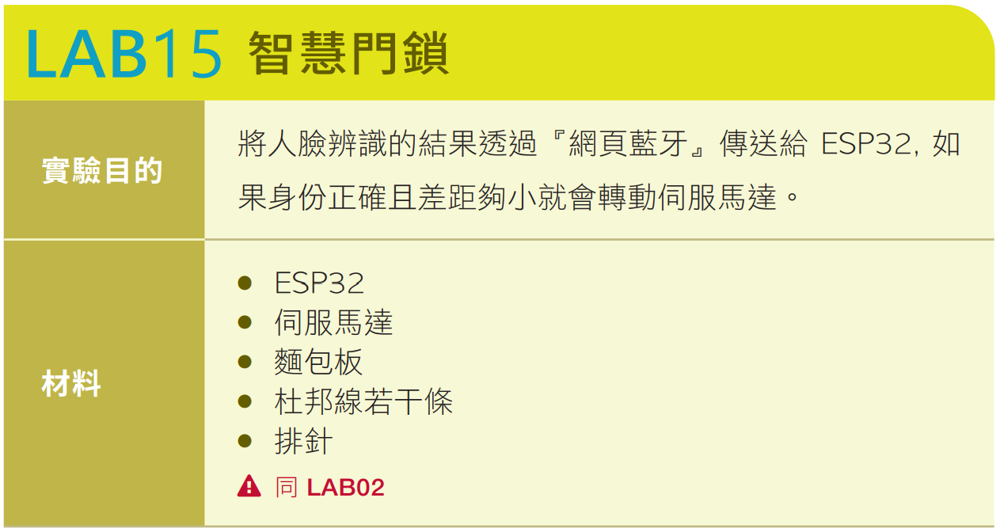 LAB15 智慧門鎖
實驗目的
將人臉辨識的結果透過『網頁藍牙』傳送給 ESP32, 如
果身份正確且差距夠小就會轉動伺服馬達。
材料
● ESP32
● 伺服馬達
● 麵包板
● 杜邦線若干條
● 排針
同 LAB02